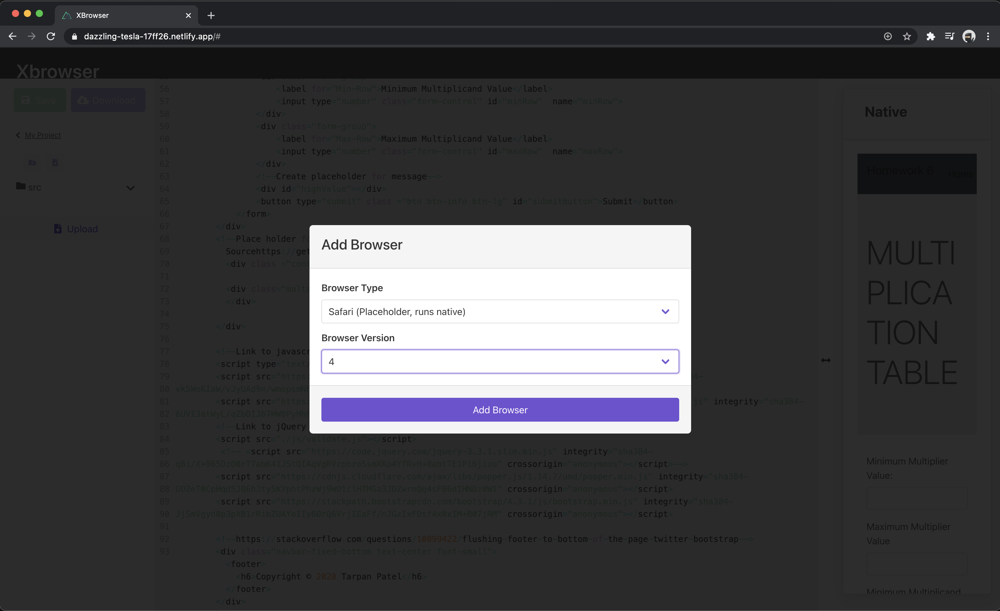 XBrowser
dazzling-tesla-17ff26.netlify.app/#
Xbrowser
Save
Download
My Project
src
Upload
56 <label for="Min-Row">Minimum Multiplicand Value</label>
57 <input type="number" class="form-control" id="minRow" name="minRow">
58 </div>
59 <div class="form-group">
60 <label for="Max-Row">Maximum Multiplicand Value</label>
61 <input type="number" class="form-control" id="maxRow" name="maxRow">
62 </div>
63 <!--Create placeholder for message-->
64 <div id="highValue"></div>
65 <button type="submit" class ="btn btn-info btn-lg" id="submitButton">Submit</button>
66 </form>
67 </div>
68 <!--Place holder
69 Sourcehttps://get
70 <div class ="con
71
72 <div class="mult
73 </div>
74
75 </div>
76
77 <!--Link to javasc
78 <script type="text
79 <script src="https: 4-
80 vk5WoKIaW/vJyUAd9n/wmopsmN
81 <script src="https: js" integrity="sha384-
82 6UVI3atWyL/qZbDIJb7HW8PyHh
83 <!--Link to jQuery
84 <script src="./js/validate.js"></script>
85 <!-- <script src="https://code.jquery.com/jquery-3.3.1.slim.min.js" integrity="sha384-
86 q8i/X+965DzO0rT7abK41JStQIAqVgRVzpbzo5smXKp4YfRvH+8abtTE1Pi6jizo" crossorigin="anonymous"></script>-->
87 <script src="https://cdnjs.cloudflare.com/ajax/libs/popper.js/1.14.7/umd/popper.min.js" integrity="sha384-
88 UO2eT0CpHqdSJQ6hJty5KVphtPhzWj9WO1clHTMGa3JDZwrnQq4sF86dIHNDz0W1" crossorigin="anonymous"></script>
89 <script src="https://stackpath.bootstrapcdn.com/bootstrap/4.3.1/js/bootstrap.min.js" integrity="sha384-
90 JjSmVgyd0p3pXB1rRibZUAYoIIy6OrQ6VrjIEaFf/nJGzIxFDsf4x0xIM+B07jRM" crossorigin="anonymous"></script>
91
92 <!--https://stackoverflow.com/questions/10099422/flushing-footer-to-bottom-of-the-page-twitter-bootstrap-->
93 <div class="navbar-fixed-bottom text-center font-small">
<footer>
<h6>Copyright © 2020 Tarpan Patel</h6>
</footer>
</div>
Add Browser
Browser Type
Safari (Placeholder, runs native)
Browser Version
4
Add Browser
Native
Homework 6
Home
MULTI
PLICA
TION
TABLE
Minimum Multiplier
Value:
Maximum Multiplier
Value
Minimum Multiplicand